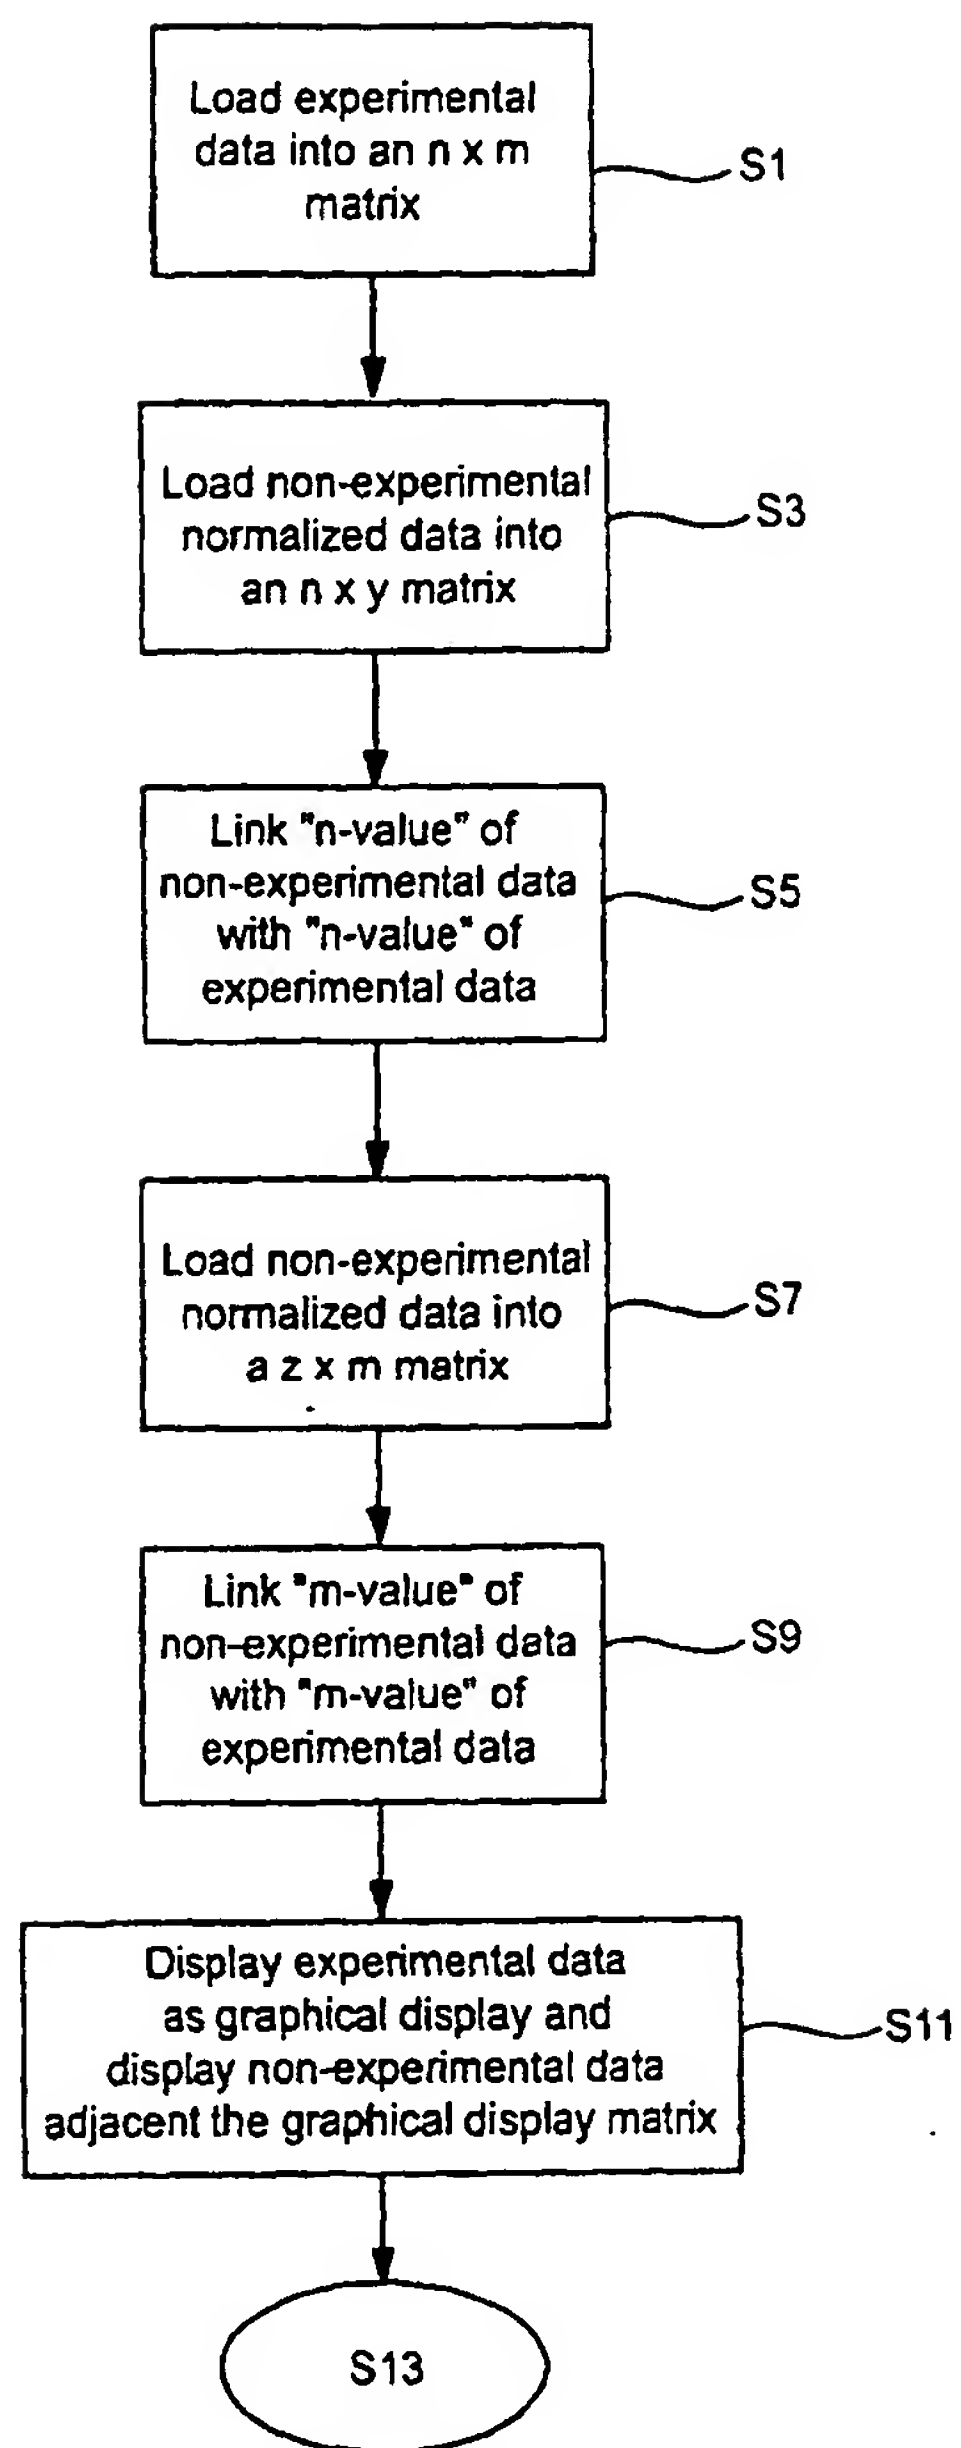 Load experimental
data into an n x m
matrix
S1
Load non-experimental
normalized data into
an n x y matrix
S3
Link "n-value" of
non-experimental data
with "n-value" of
experimental data
S5
Load non-experimental
normalized data into
a z x m matrix
S7
Link "m-value" of
non-experimental data
with "m-value" of
experimental data
S9
Display experimental data
as graphical display and
display non-experimental data
adjacent the graphical display matrix
S11
S13